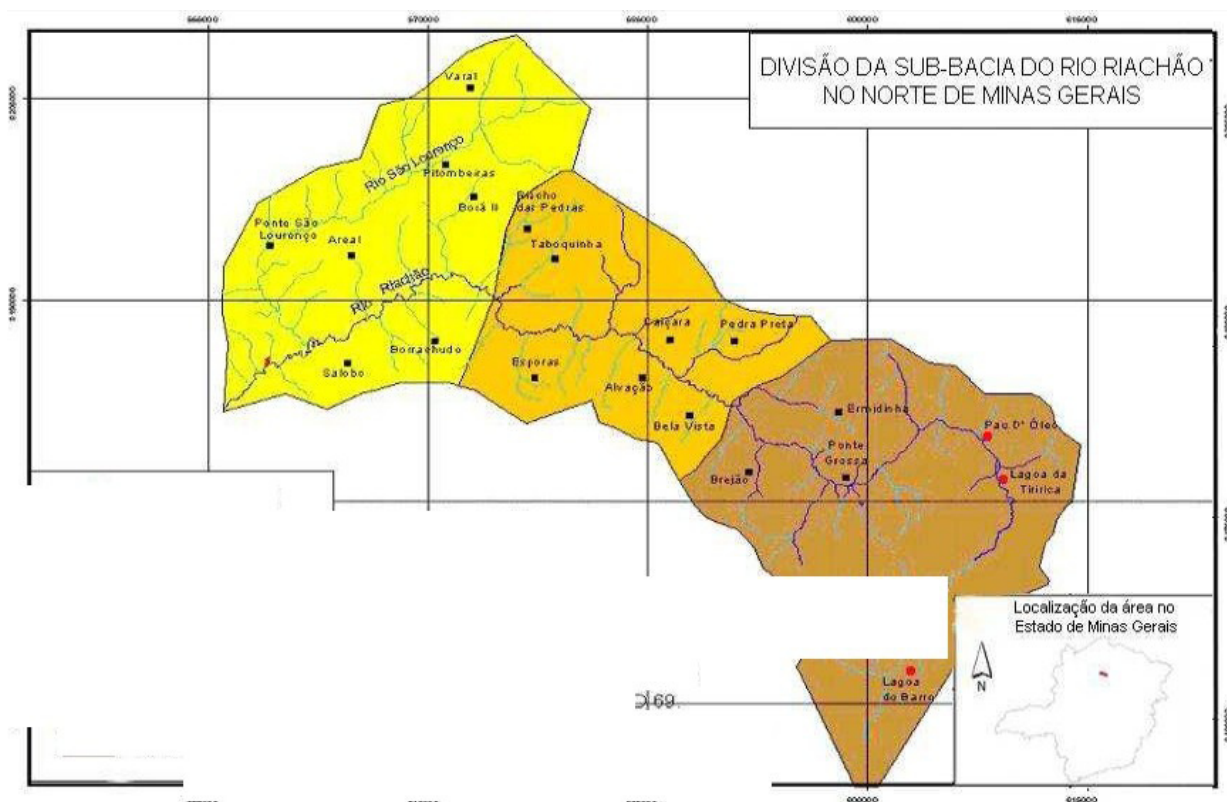 DIVISÃO DA SUB-BACIA DO RIO RIACHÃO
NO NORTE DE MINAS GERAIS
Varal
Rio São Lourenço
Pitombeiras
Borá II
Riacho
das Pedras
Ponte São
Lourenço
Areal
Taboquinha
Rio Riachão
Caiçara
Pedra Preta
Borrachudo
Salobo
Esporas
Alvação
Bela Vista
Ermidinha
Pau D' Óleo
Ponte
Grossa
Brejão
Lagoa da
Tiririca
Localização da área no
Estado de Minas Gerais
N
Lagoa
do Barro
69.
600000